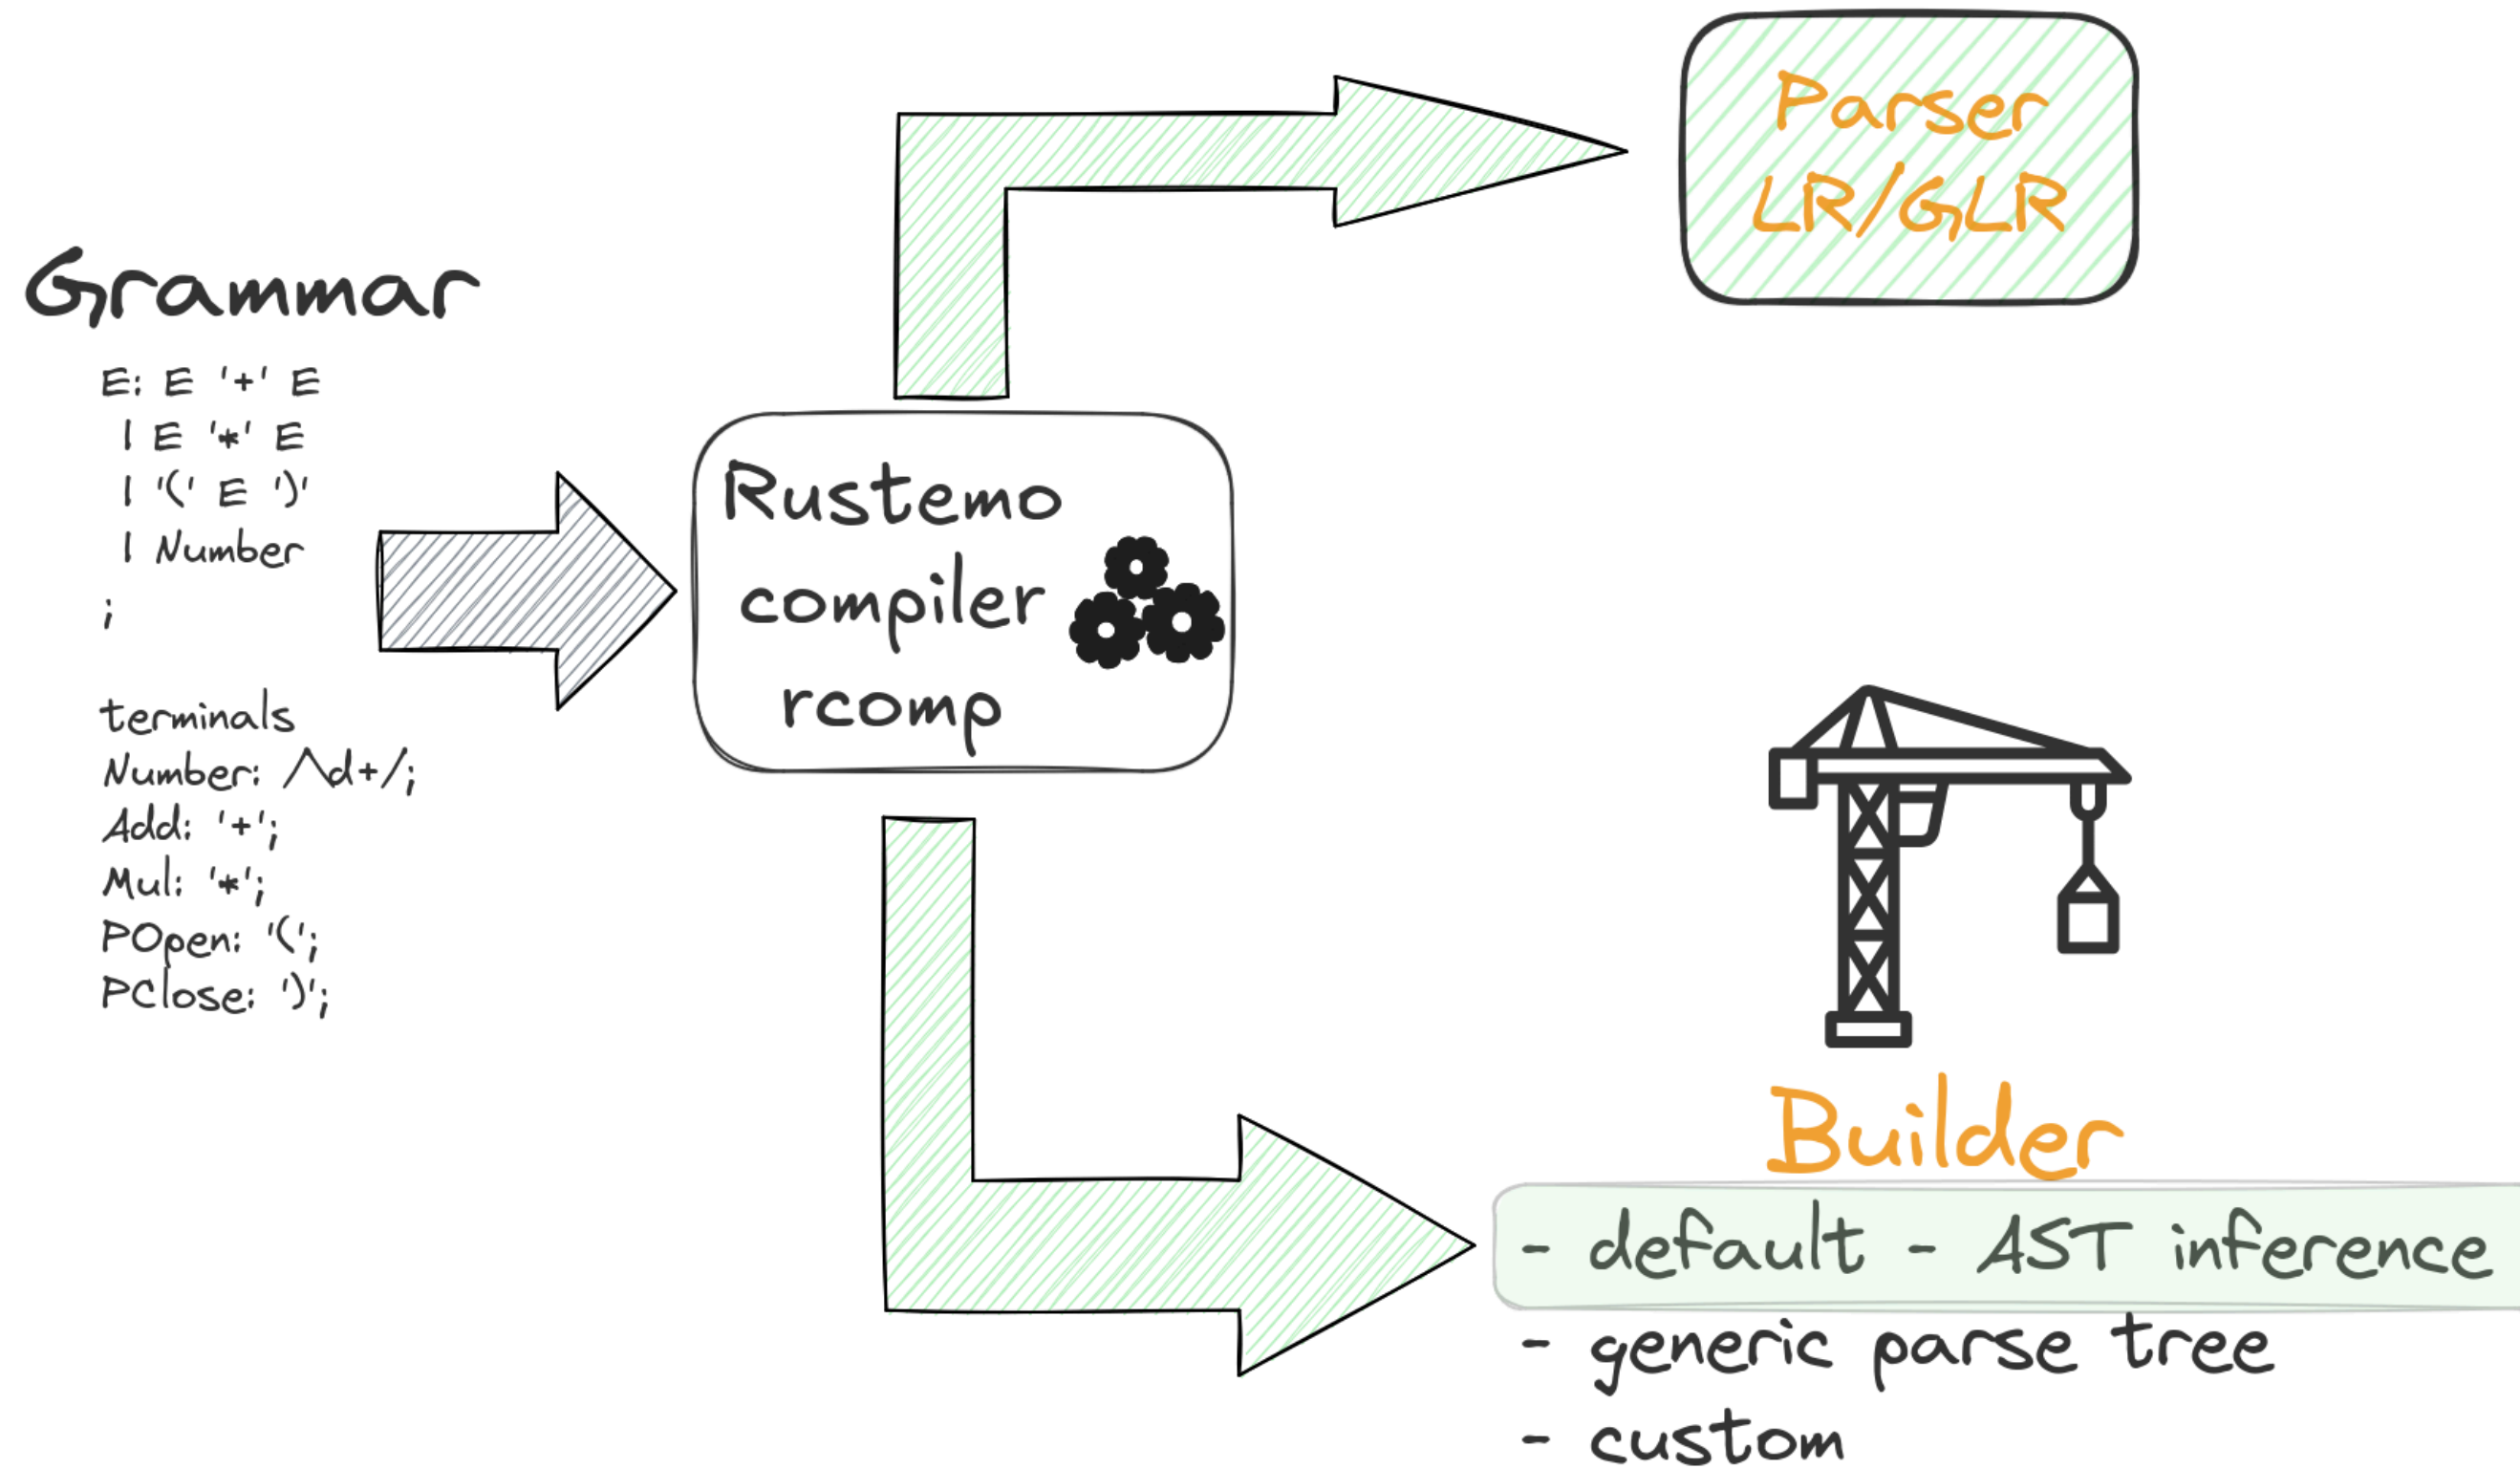 Grammar
E: E '+' E
| E '*' E
| '(' E ')'
| Number
;
terminals
Number: /\d+/;
Add: '+';
Mul: '*';
POpen: '(';
PClose: ')';
Rustemo
compiler
rcomp
Parser
LR/GLR
Builder
- default - AST inference
- generic parse tree
- custom